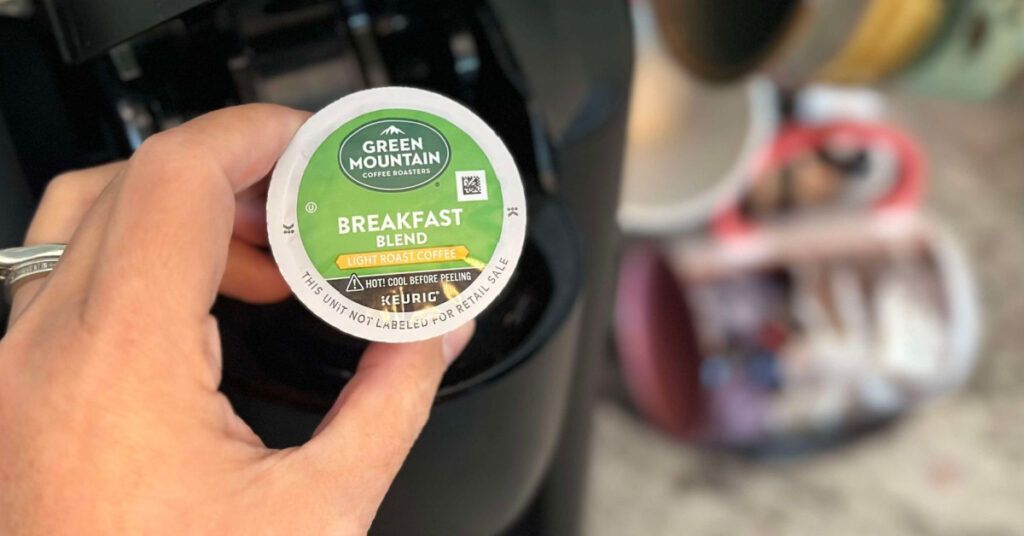 GREEN
MOUNTAIN
COFFEE ROASTERS
U
BREAKFAST
BLEND
LIGHT ROAST COFFEE
HOT! COOL BEFORE PEELING
KEURIG®
THIS UNIT NOT LABELED FOR RETAIL SALE